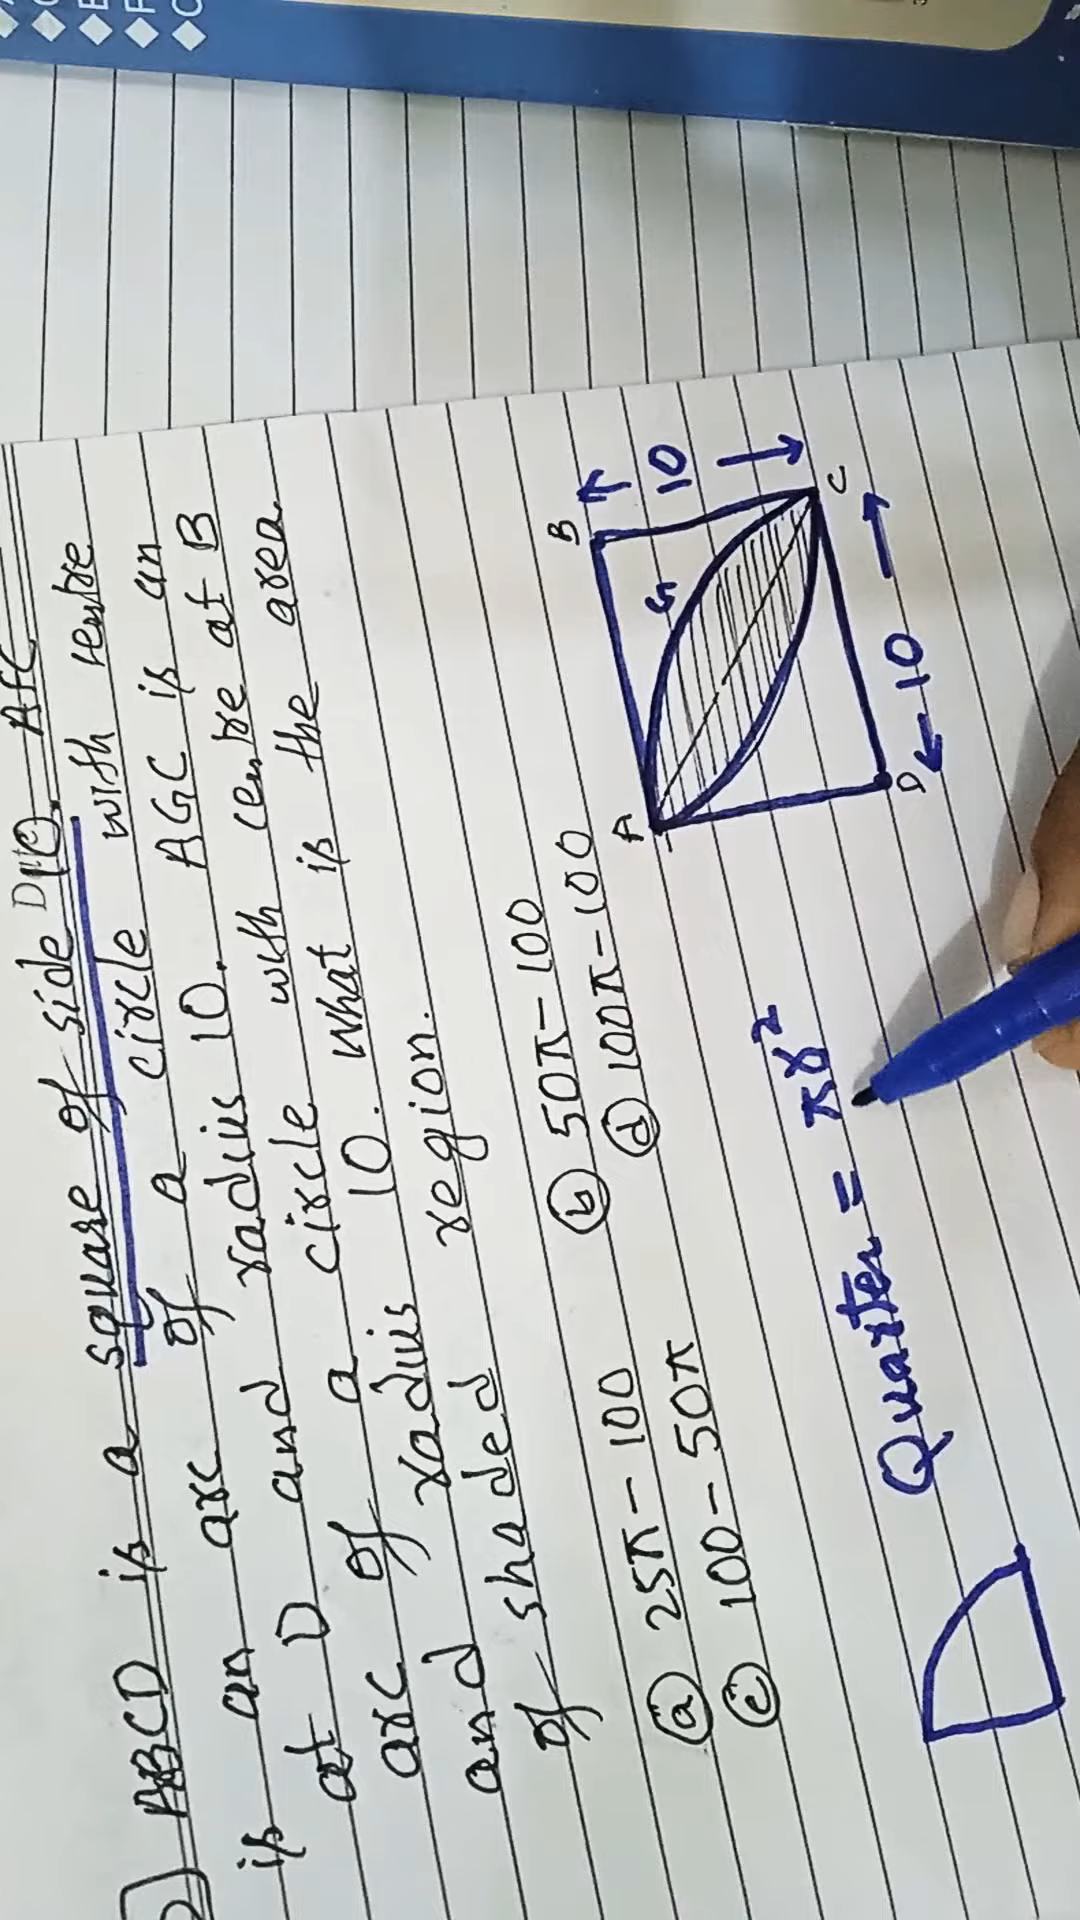 ABCD is a square of side 10. AFC
is an arc of a circle with centre
at D and radius 10. AGC is an
arc of a circle with centre at B
and radius 10. what is the area
of shaded region.
(a) 25π - 100 (b) 50π - 100
(c) 100 - 50π (d) 100π - 100
A B
G
10
D C
10
Quarter = πr²